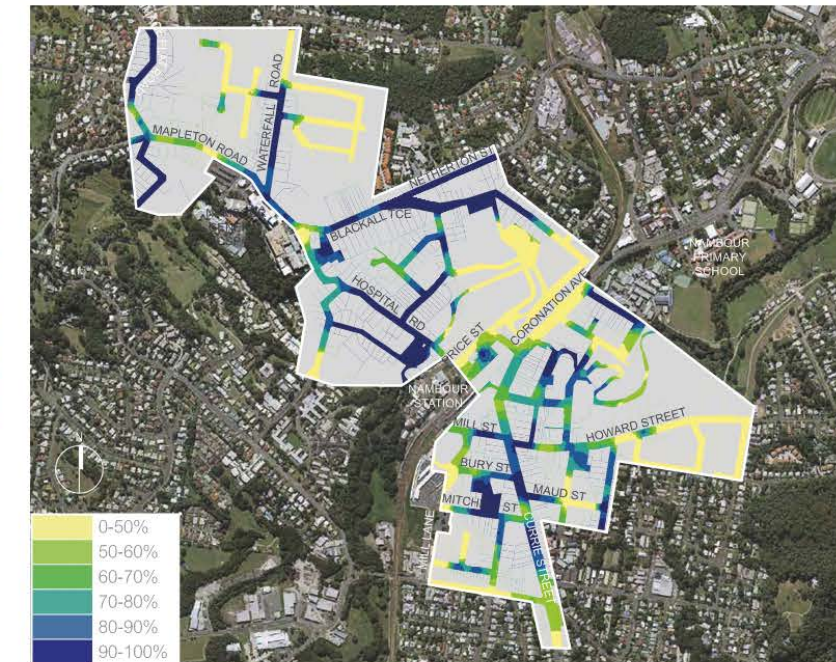 MAPLETON ROAD
WATERFALL ROAD
NETHERTON ST
BLACKALL TCE
HOSPITAL RD
PRICE ST
CORONATION AVE
NAMBOUR
PRIMARY
SCHOOL
NAMBOUR
STATION
MILL ST
HOWARD STREET
BURY ST
MAUD ST
MITCH ST
MILL LANE
CURRIE STREET
N
0-50%
50-60%
60-70%
70-80%
80-90%
90-100%